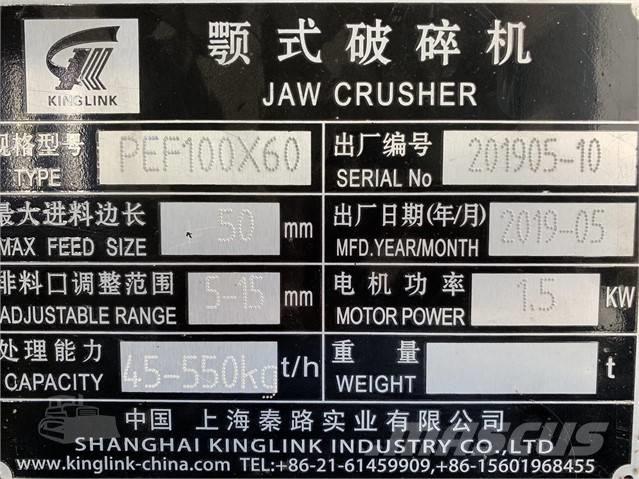 KINGLINK
颚式破碎机
JAW CRUSHER
规格型号 PEF100X60 出厂编号 201905-10
TYPE SERIAL No
最大进料边长 50 mm 出厂日期(年/月) 2019-05
MAX FEED SIZE MFD.YEAR/MONTH
排料口调整范围 5-15 mm 电机功率 1.5 KW
ADJUSTABLE RANGE MOTOR POWER
处理能力 45-550kg t/h 重量 t
CAPACITY WEIGHT
中国 上海秦路实业有限公司
SHANGHAI KINGLINK INDUSTRY CO.,LTD
www.kinglink-china.com TEL:+86-21-61459909,+86-15601968455